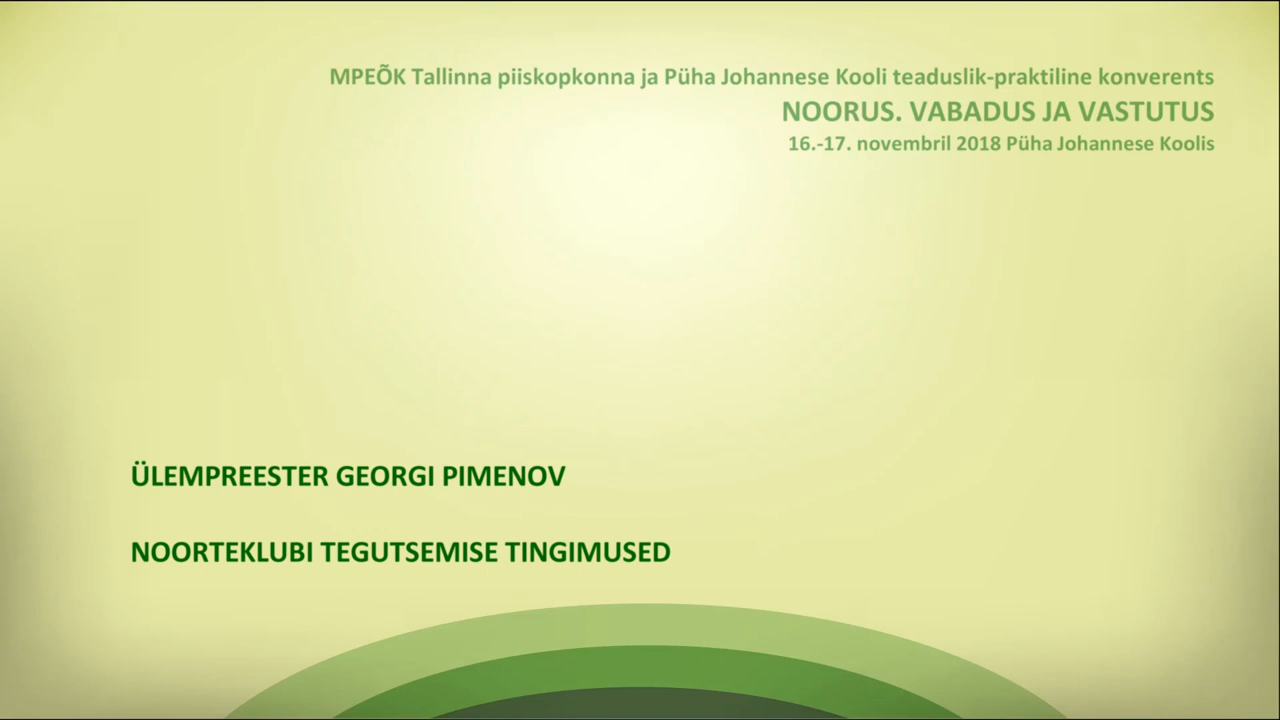 MPEÕK Tallinna piiskopkonna ja Püha Johannese Kooli teaduslik-praktiline konverents
NOORUS. VABADUS JA VASTUTUS
16.-17. novembril 2018 Püha Johannese Koolis
ÜLEMPREESTER GEORGI PIMENOV
NOORTEKLUBI TEGUTSEMISE TINGIMUSED